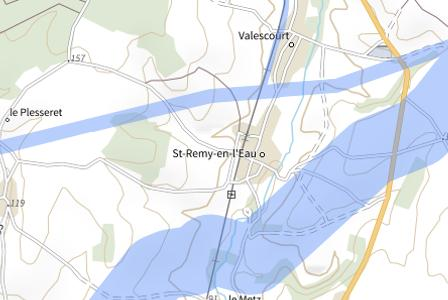 Valescourt
157
le Plesseret
St-Remy-en-l'Eau
119
le Metz